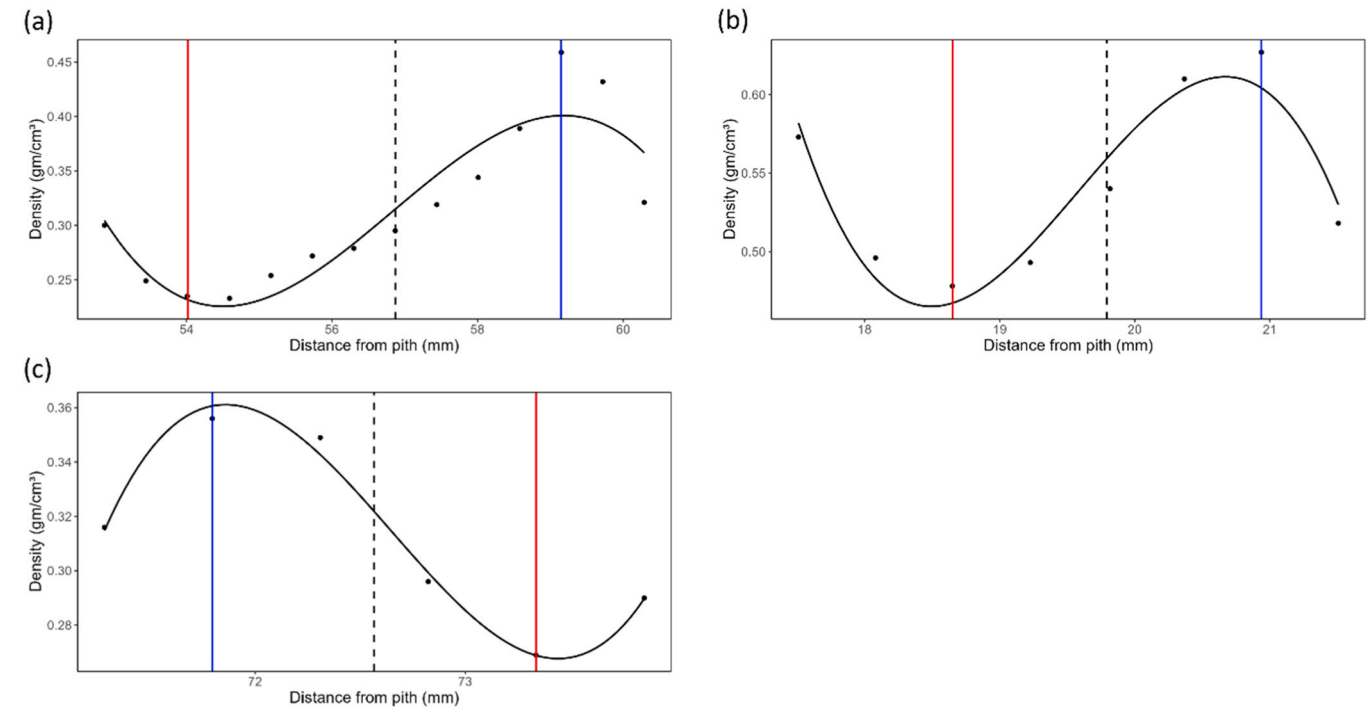 (a)
0.45
0.40
0.35
0.30
0.25
Density (gm/cm³)
54
56
58
60
Distance from pith (mm)
(b)
0.60
0.55
0.50
Density (gm/cm³)
18
19
20
21
Distance from pith (mm)
(c)
0.36
0.34
0.32
0.30
0.28
Density (gm/cm³)
72
73
Distance from pith (mm)